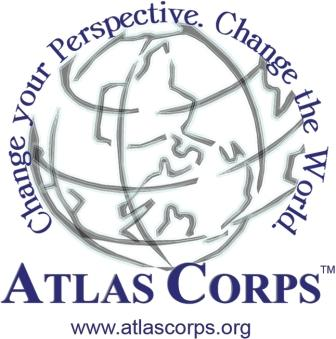 Change your Perspective. Change the World.
ATLAS CORPS™
www.atlascorps.org